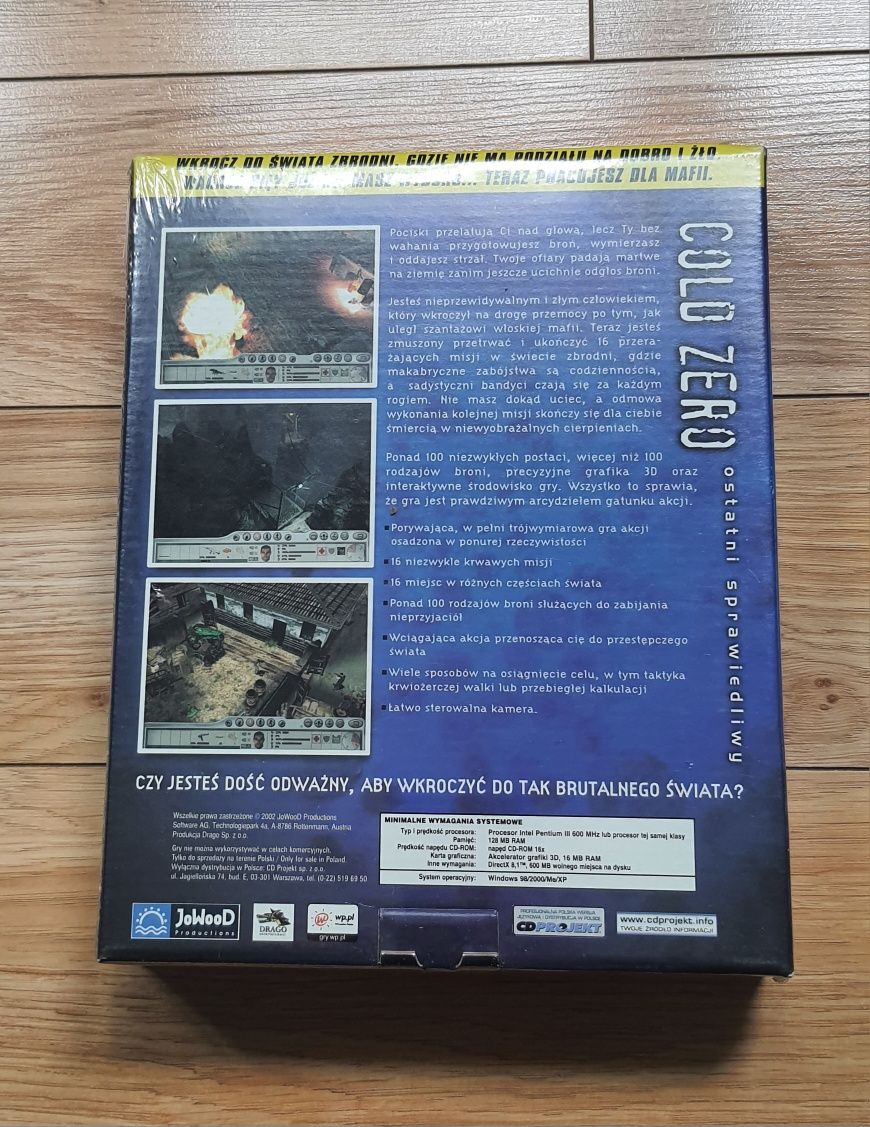 WKROCZ DO ŚWIATA ZBRODNI, GDZIE NIE MA PODZIAŁU NA DOBRO I ZŁO.
MASZ WYBORU... TERAZ PRACUJESZ DLA MAFII.
Pociski przelatują Ci nad głową, lecz Ty bez
wahania przygotowujesz broń, wymierzasz
i oddajesz strzał. Twoje ofiary padają martwe
na ziemię zanim jeszcze ucichnie odgłos broni.
Jesteś nieprzewidywalnym i złym człowiekiem,
który wkroczył na drogę przemocy po tym, jak
uległ szantażowi włoskiej mafii. Teraz jesteś
zmuszony przetrwać i ukończyć 16 przera-
żających misji w świecie zbrodni, gdzie
makabryczne zabójstwa są codziennością,
a sadystyczni bandyci czają się za każdym
rogiem. Nie masz dokąd uciec, a odmowa
wykonania kolejnej misji skończy się dla ciebie
śmiercią w niewyobrażalnych cierpieniach.
Ponad 100 niezwykłych postaci, więcej niż 100
rodzajów broni, precyzyjne grafika 3D oraz
interaktywne środowisko gry. Wszystko to sprawia,
że gra jest prawdziwym arcydziełem gatunku akcji.
Porywająca, w pełni trójwymiarowa gra akcji
osadzona w ponurej rzeczywistości
16 niezwykle krwawych misji
16 miejsc w różnych częściach świata
Ponad 100 rodzajów broni służących do zabijania
nieprzyjaciół
Wciągająca akcja przenosząca cię do przestępczego
świata
Wiele sposobów na osiągnięcie celu, w tym taktyka
krwiożerczej walki lub przebiegłej kalkulacji
Łatwo sterowalna kamera.
COLD ZERO
ostatni sprawiedliwy
CZY JESTEŚ DOŚĆ ODWAŻNY, ABY WKROCZYĆ DO TAK BRUTALNEGO ŚWIATA?
Wszelkie prawa zastrzeżone © 2002 JoWooD Productions
Software AG, Technologiepark 4a, A-8786 Rottenmann, Austria
Produkcja Drago Sp. z o.o.
Gry nie można wykorzystywać w celach komercyjnych.
Tylko do sprzedaży na terenie Polski / Only for sale in Poland.
Wyłączna dystrybucja w Polsce: CD Projekt sp. z o.o.
ul. Jagiellońska 74, bud. E, 03-301 Warszawa, tel. (0-22) 519 69 50
MINIMALNE WYMAGANIA SYSTEMOWE
Typ i prędkość procesora: Procesor Intel Pentium III 600 MHz lub procesor tej samej klasy
Pamięć: 128 MB RAM
Prędkość napędu CD-ROM: napęd CD-ROM 16x
Karta graficzna: Akcelerator grafiki 3D, 16 MB RAM
Inne wymagania: DirectX 8,1™, 600 MB wolnego miejsca na dysku
System operacyjny: Windows 98/2000/Me/XP
JoWooD
Productions
DRAGO
wp.pl
gry.wp.pl
PROFESJONALNA POLSKA WERSJA
JĘZYKOWA I DYSTRYBUCJA W POLSCE
CD PROJEKT
www.cdprojekt.info
TWOJE ŹRÓDŁO INFORMACJI